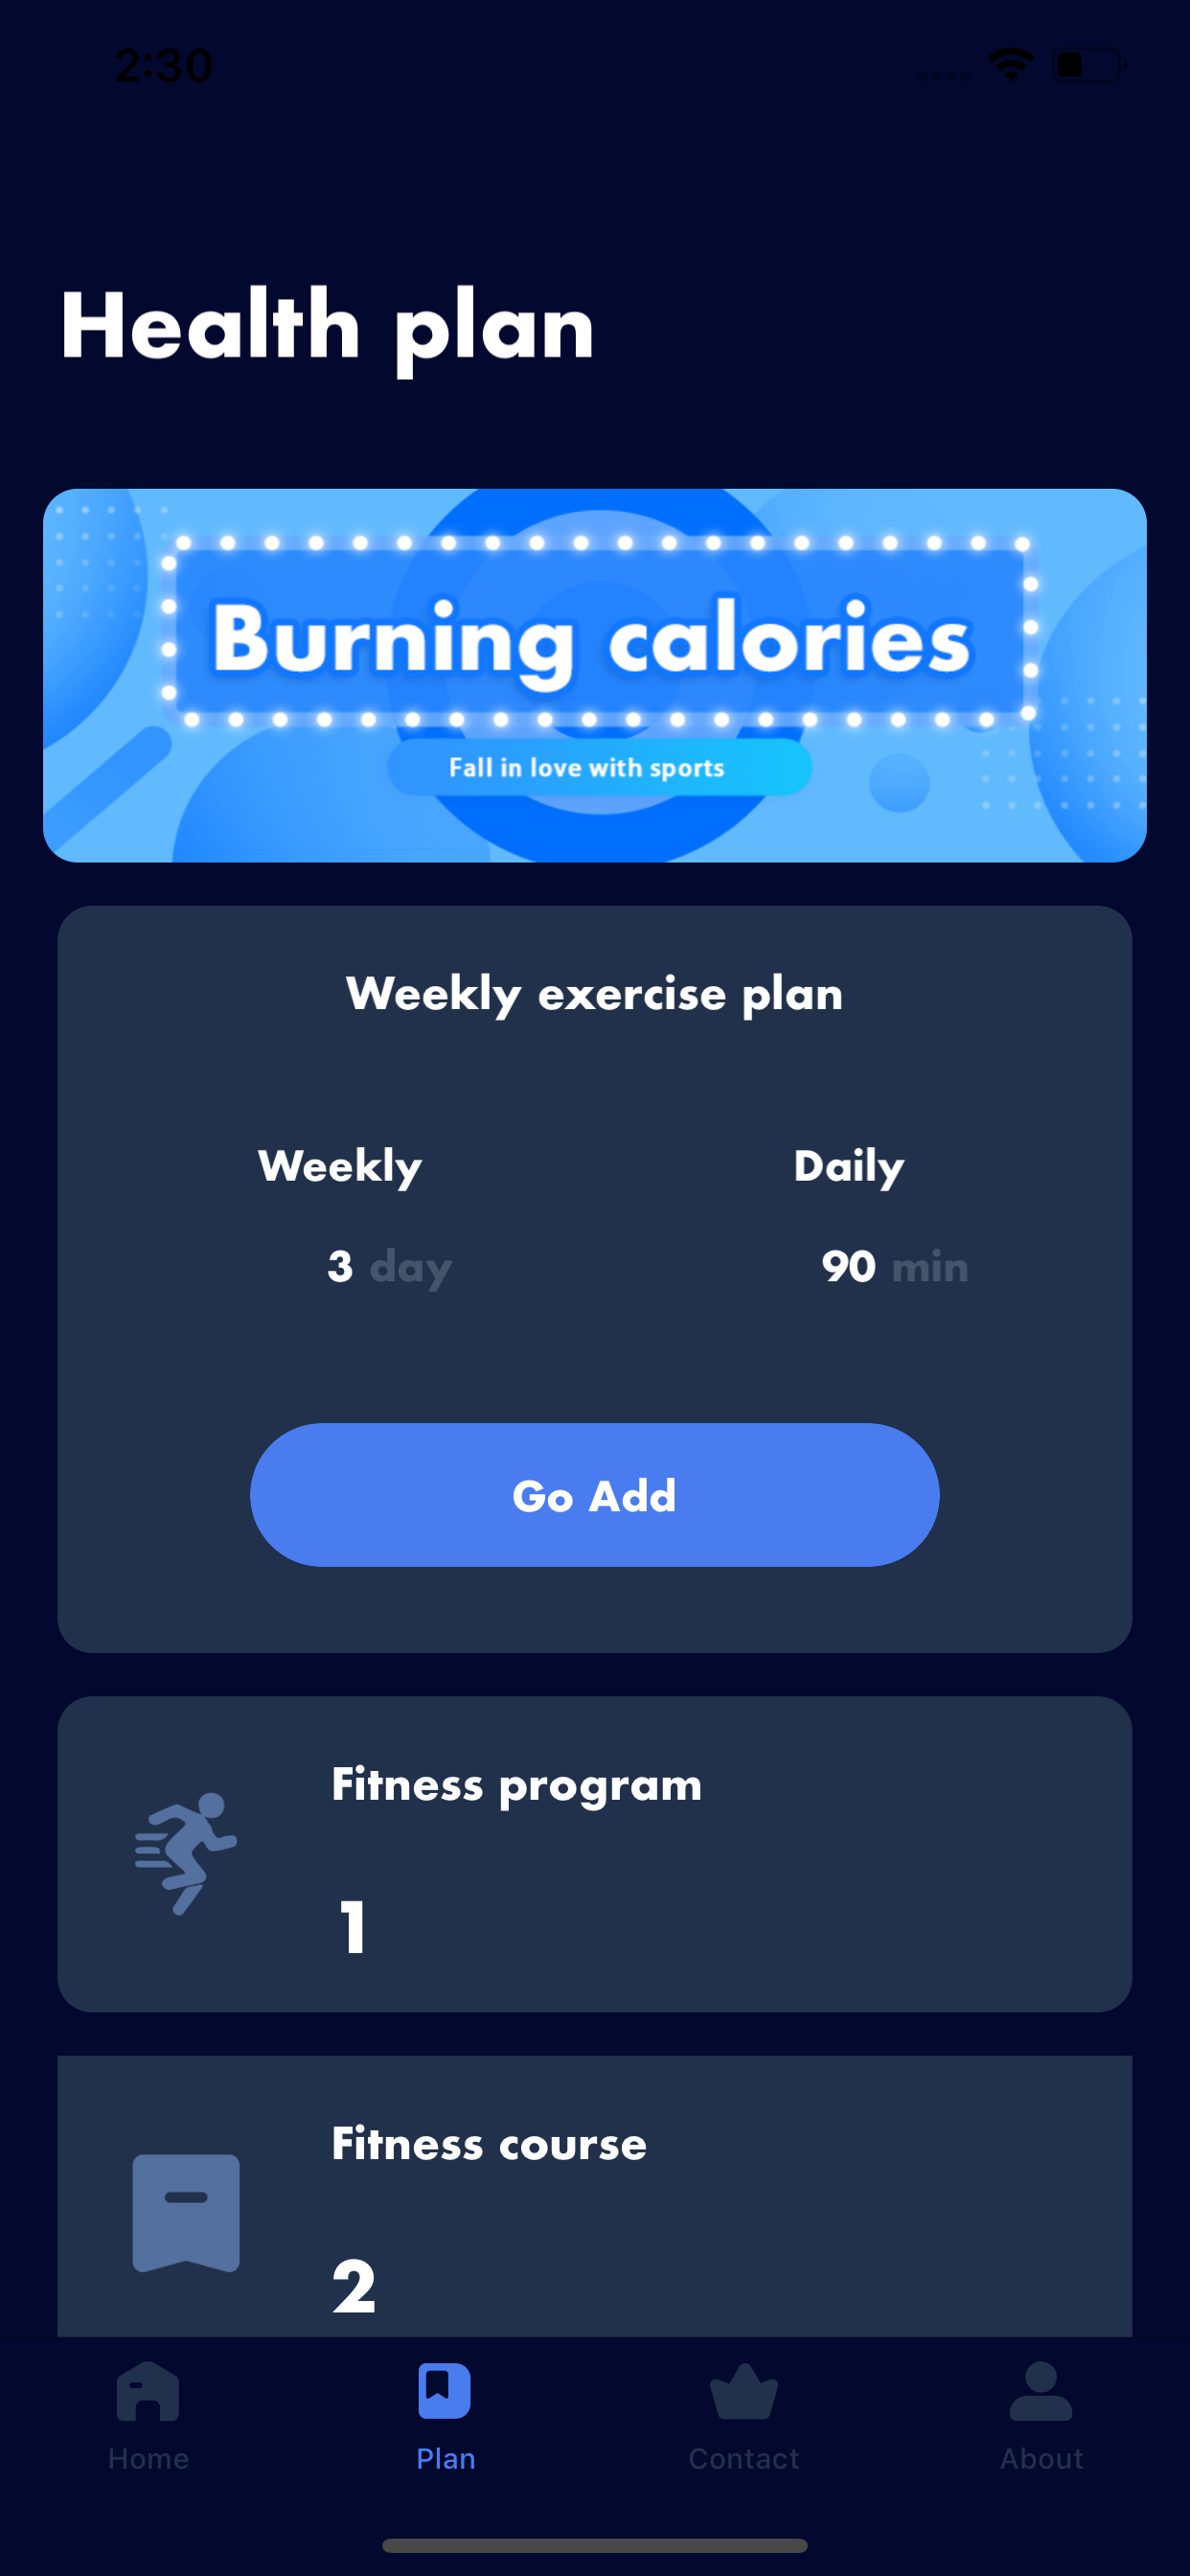 2:30
Health plan
Burning calories
Fall in love with sports
Weekly exercise plan
Weekly Daily
3 day 90 min
Go Add
Fitness program
1
Fitness course
2
Home Plan Contact About